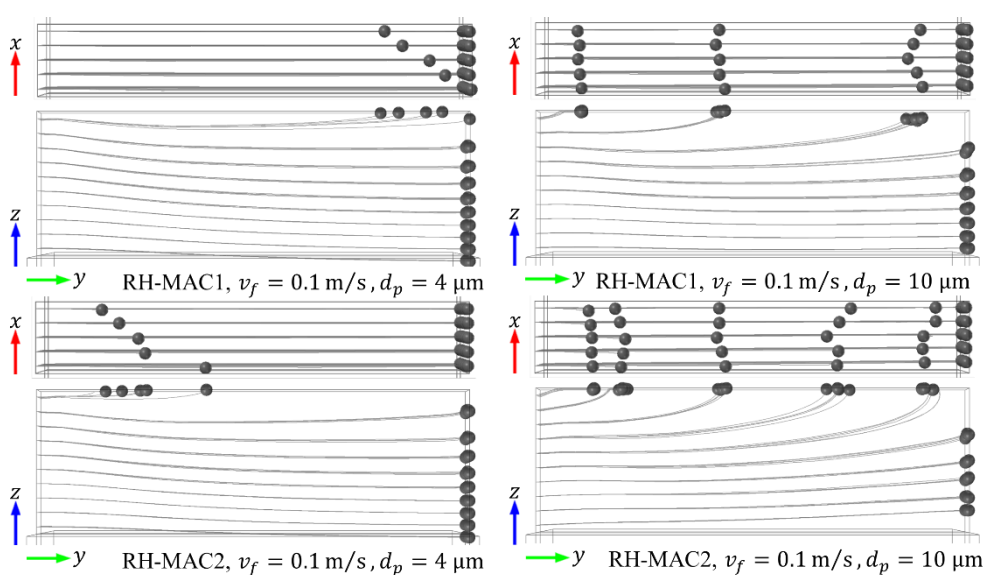 x
x
z
z
y RH-MAC1, v_f = 0.1 m/s , d_p = 4 μm
y RH-MAC1, v_f = 0.1 m/s , d_p = 10 μm
x
x
z
z
y RH-MAC2, v_f = 0.1 m/s , d_p = 4 μm
y RH-MAC2, v_f = 0.1 m/s , d_p = 10 μm